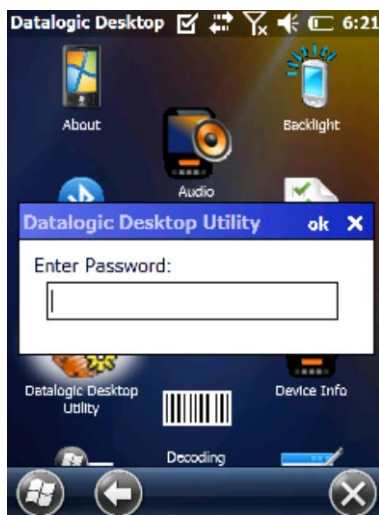 Datalogic Desktop 6:21
About
Backlight
Audio
Datalogic Desktop Utility ok X
Enter Password:
Datalogic Desktop
Utility
Device Info
Decoding